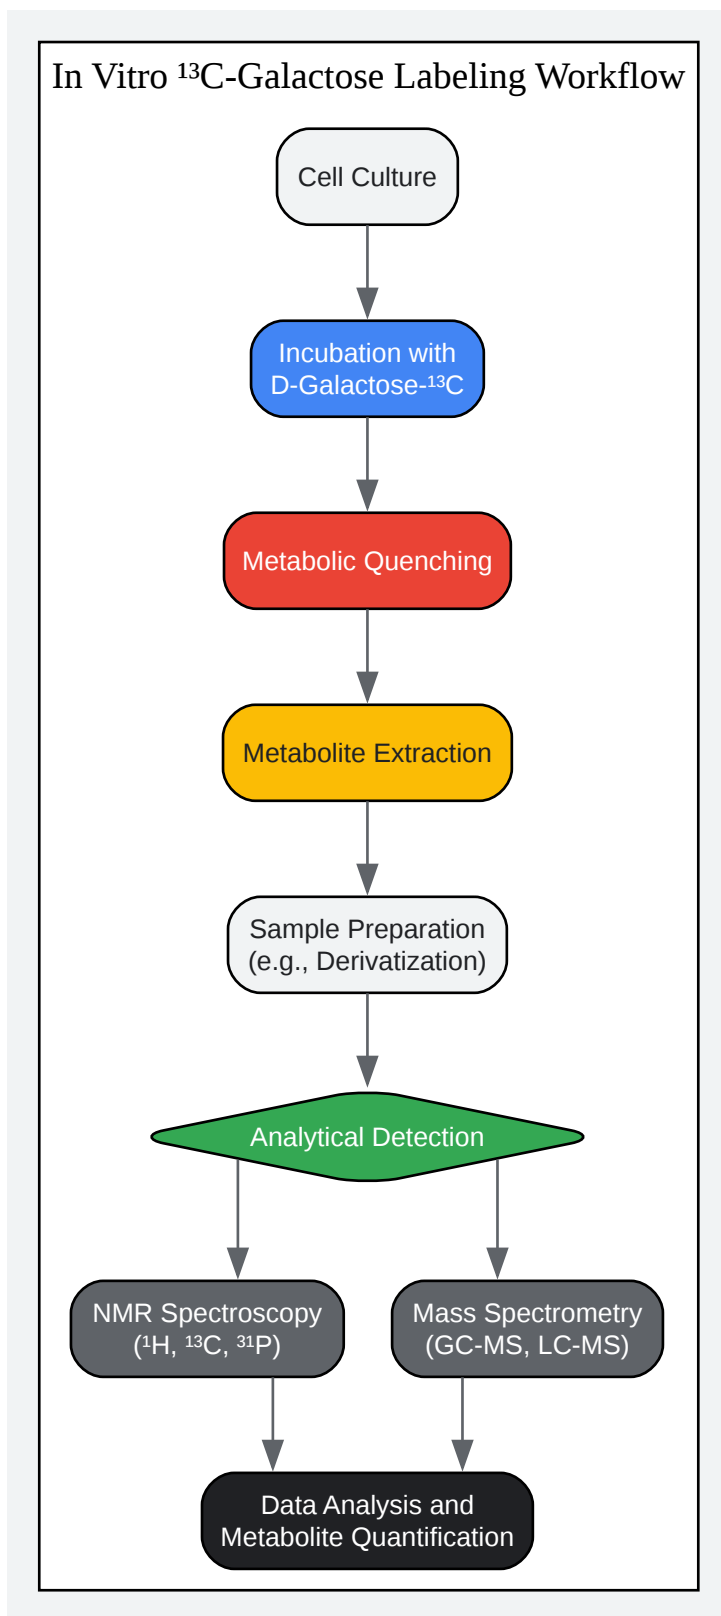 In Vitro ¹³C-Galactose Labeling Workflow
Cell Culture
Incubation with
D-Galactose-¹³C
Metabolic Quenching
Metabolite Extraction
Sample Preparation
(e.g., Derivatization)
Analytical Detection
NMR Spectroscopy
(¹H, ¹³C, ³¹P)
Mass Spectrometry
(GC-MS, LC-MS)
Data Analysis and
Metabolite Quantification